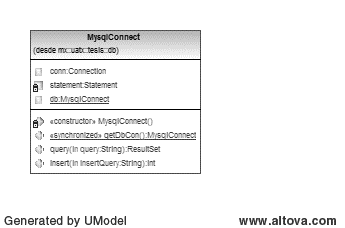 MysqlConnect
(desde mx::uatx::tesis::db)
conn:Connection
statement:Statement
db:MysqlConnect
«constructor» MysqlConnect()
«synchronized» getDbCon():MysqlConnect
query(in query:String):ResultSet
insert(in insertQuery:String):int
Generated by UModel
www.altova.com